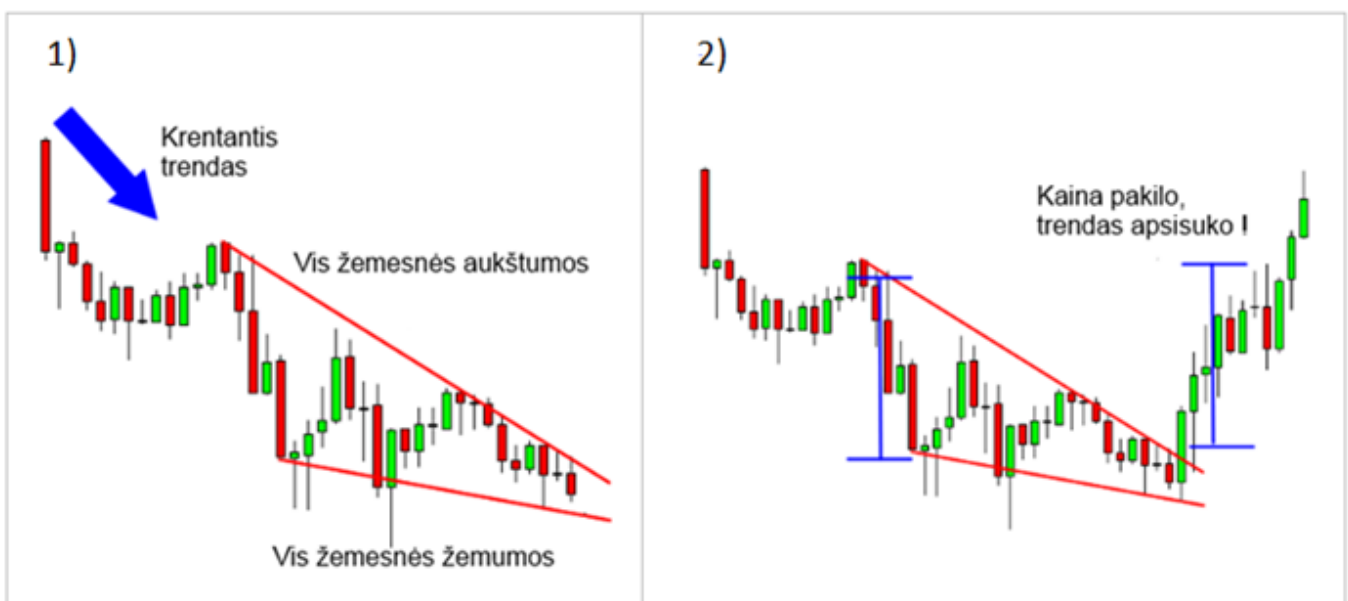 1)
Krentantis
trendas
Vis žemesnės aukštumos
Vis žemesnės žemumos
2)
Kaina pakilo,
trendas apsisuko !